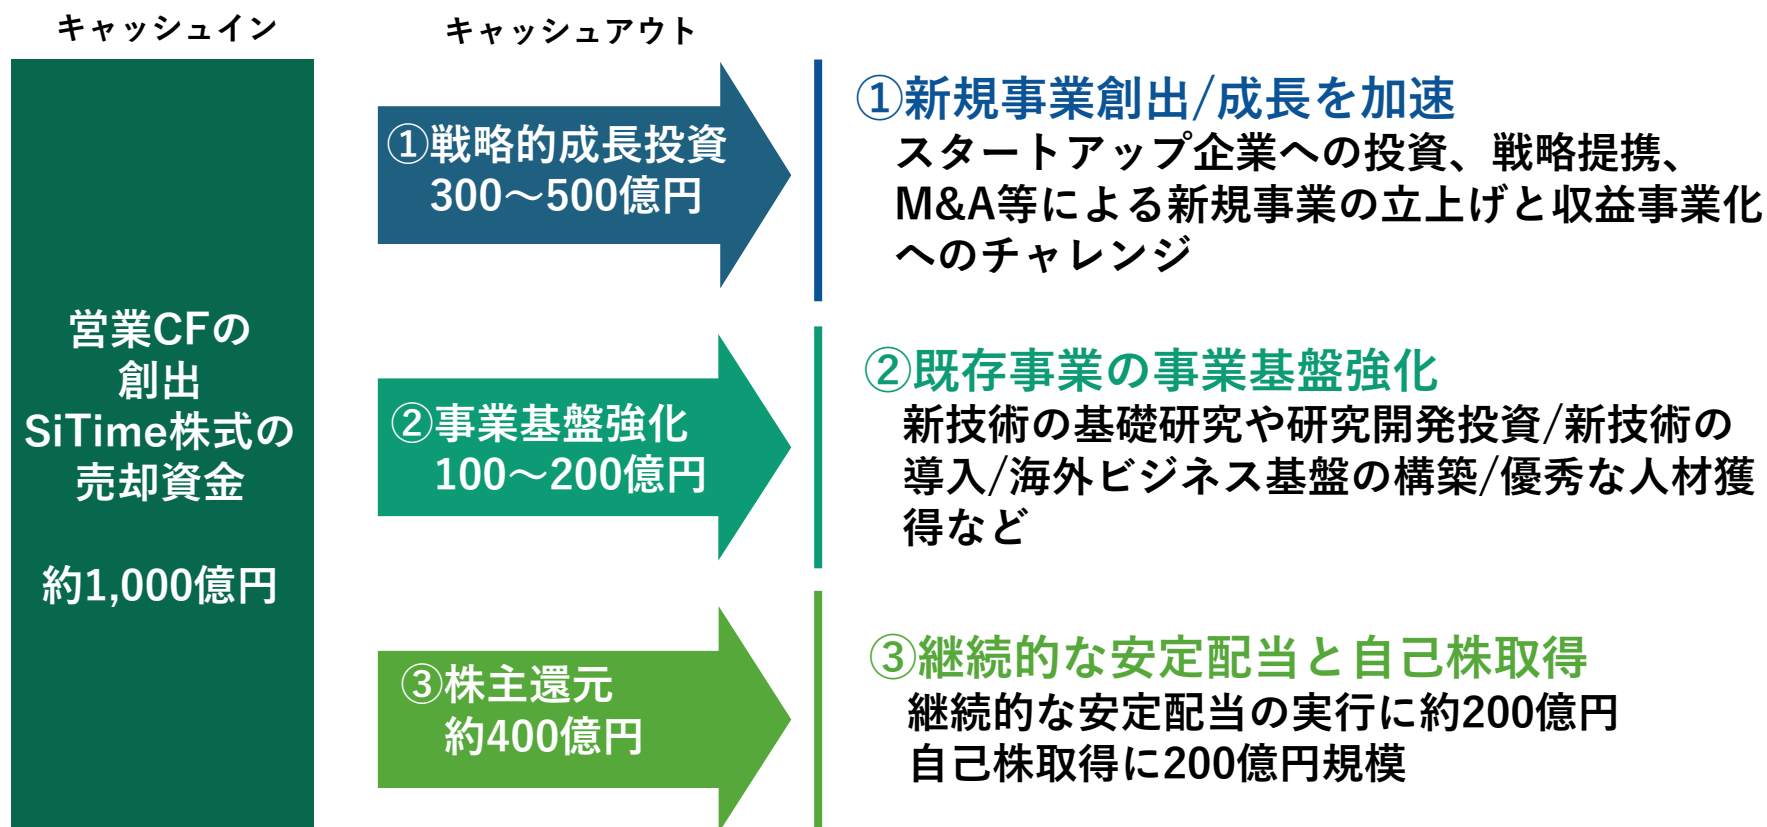 キャッシュイン
キャッシュアウト
営業CFの
創出
SiTime株式の
売却資金
約1,000億円
①戦略的成長投資
300～500億円
①新規事業創出/成長を加速
スタートアップ企業への投資、戦略提携、
M&A等による新規事業の立上げと収益事業化
へのチャレンジ
②事業基盤強化
100～200億円
②既存事業の事業基盤強化
新技術の基礎研究や研究開発投資/新技術の
導入/海外ビジネス基盤の構築/優秀な人材獲
得など
③株主還元
約400億円
③継続的な安定配当と自己株取得
継続的な安定配当の実行に約200億円
自己株取得に200億円規模